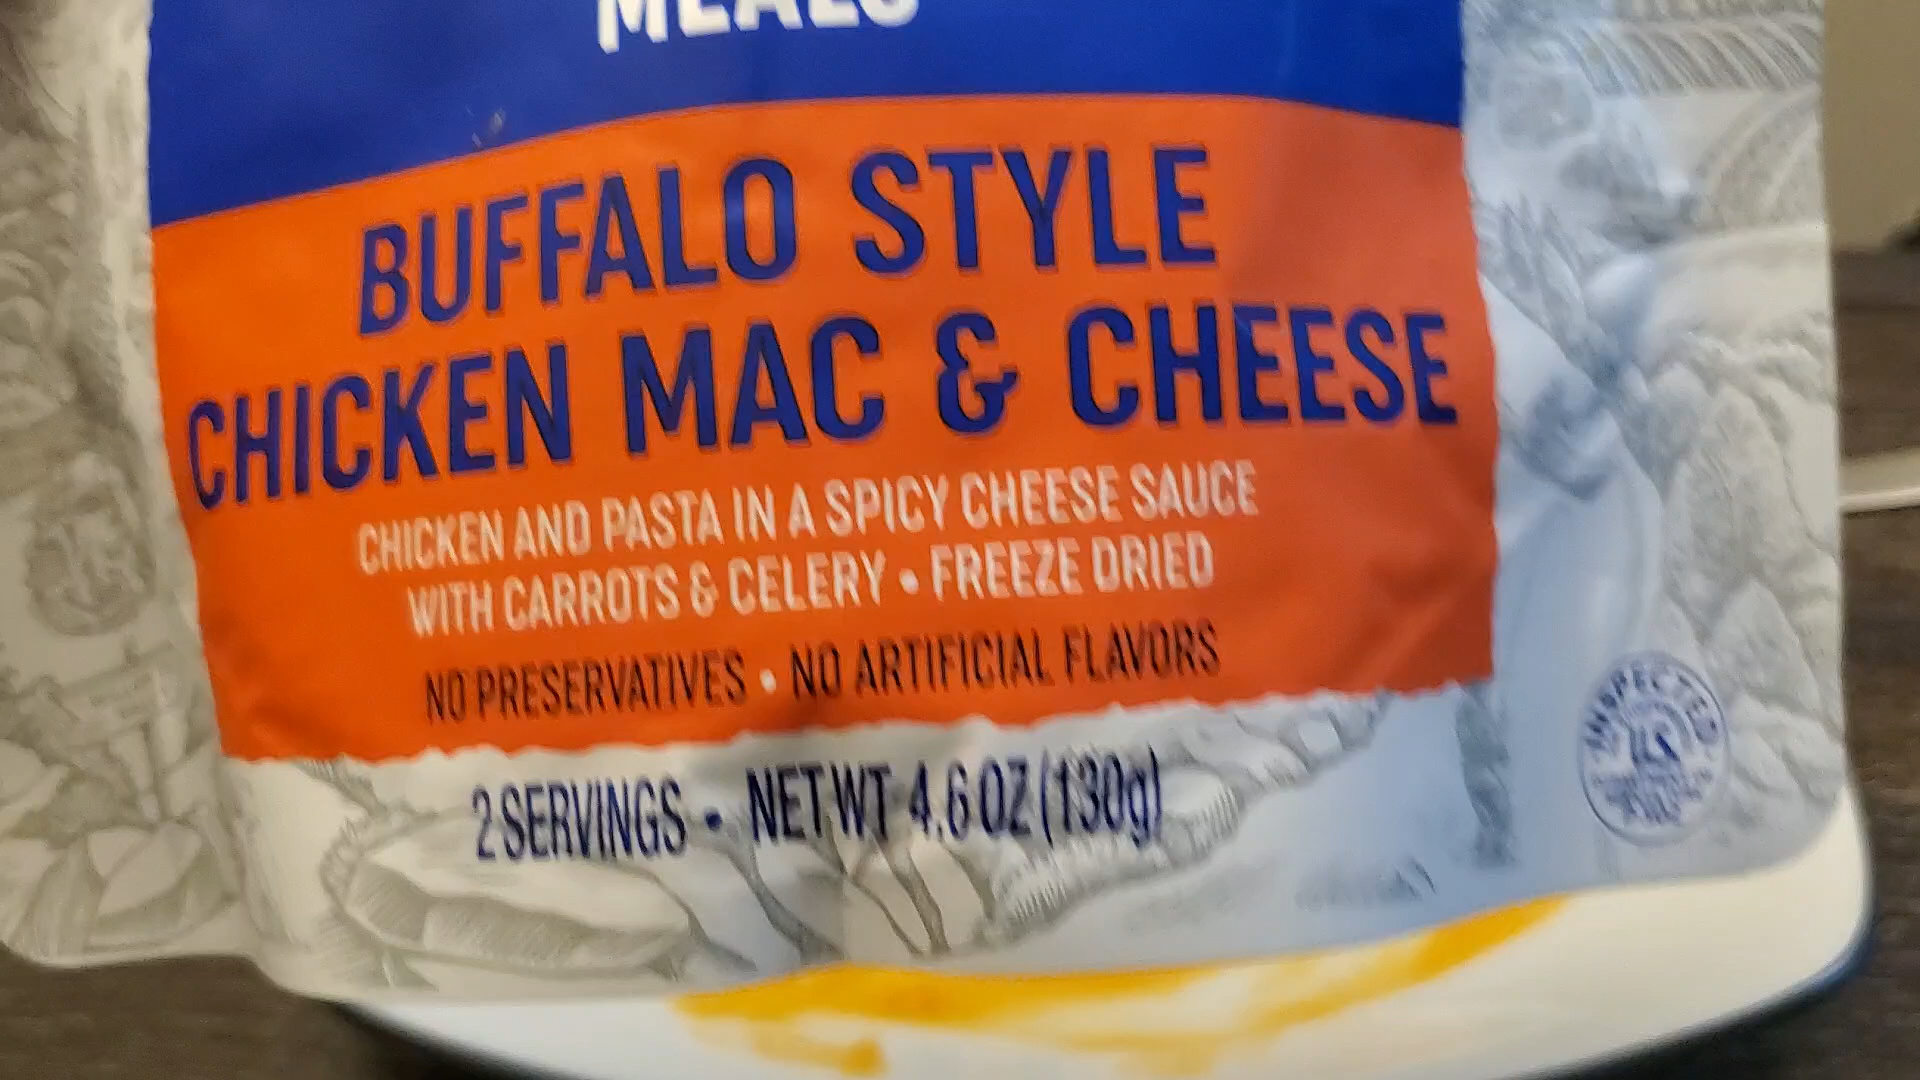 MEALS
BUFFALO STYLE
CHICKEN MAC & CHEESE
CHICKEN AND PASTA IN A SPICY CHEESE SAUCE
WITH CARROTS & CELERY • FREEZE DRIED
NO PRESERVATIVES • NO ARTIFICIAL FLAVORS
2 SERVINGS • NET WT 4.6 OZ (130g)
INSPECTED